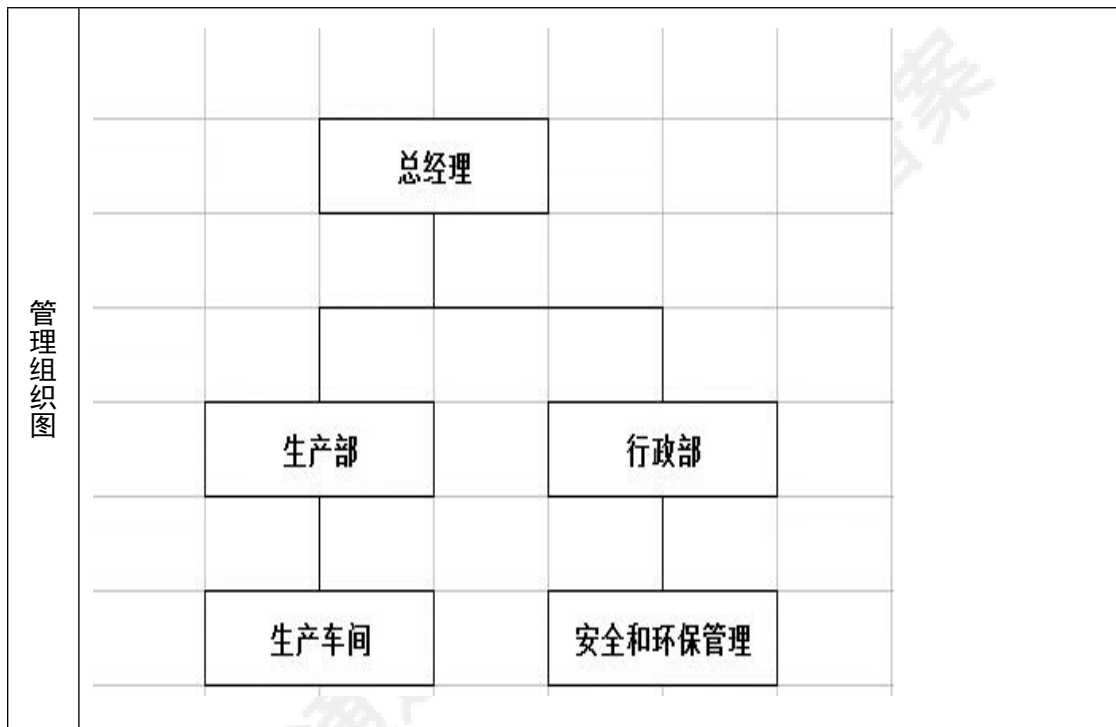 管理组织图
总经理
生产部
行政部
生产车间
安全和环保管理
案